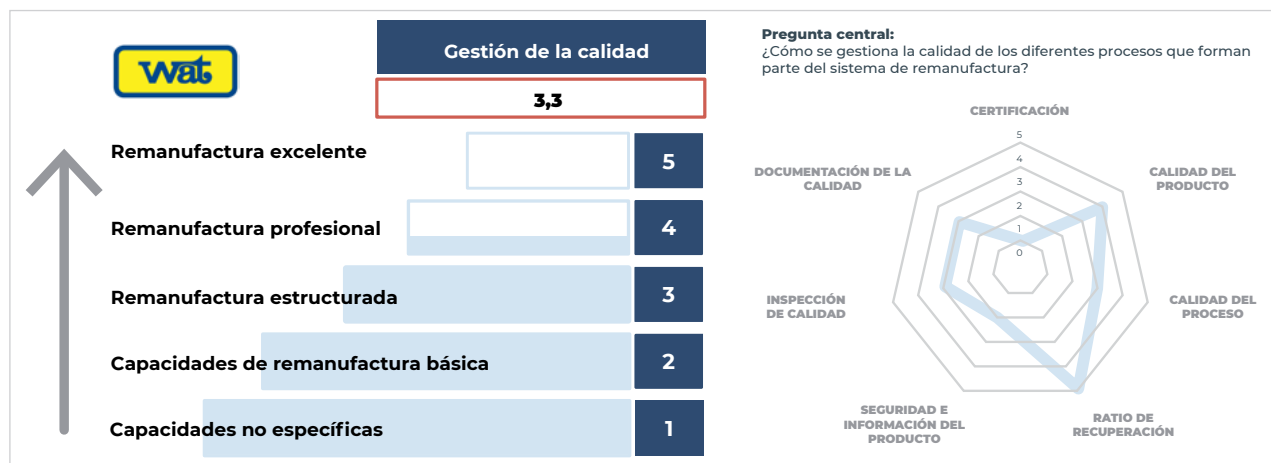 wat
Gestión de la calidad
3,3
Remanufactura excelente
5
Remanufactura profesional
4
Remanufactura estructurada
3
Capacidades de remanufactura básica
2
Capacidades no específicas
1
Pregunta central:
¿Cómo se gestiona la calidad de los diferentes procesos que forman
parte del sistema de remanufactura?
CERTIFICACIÓN
5
4
3
2
1
0
DOCUMENTACIÓN DE LA
CALIDAD
CALIDAD DEL
PRODUCTO
INSPECCIÓN
DE CALIDAD
CALIDAD DEL
PROCESO
SEGURIDAD E
INFORMACIÓN DEL
PRODUCTO
RATIO DE
RECUPERACIÓN